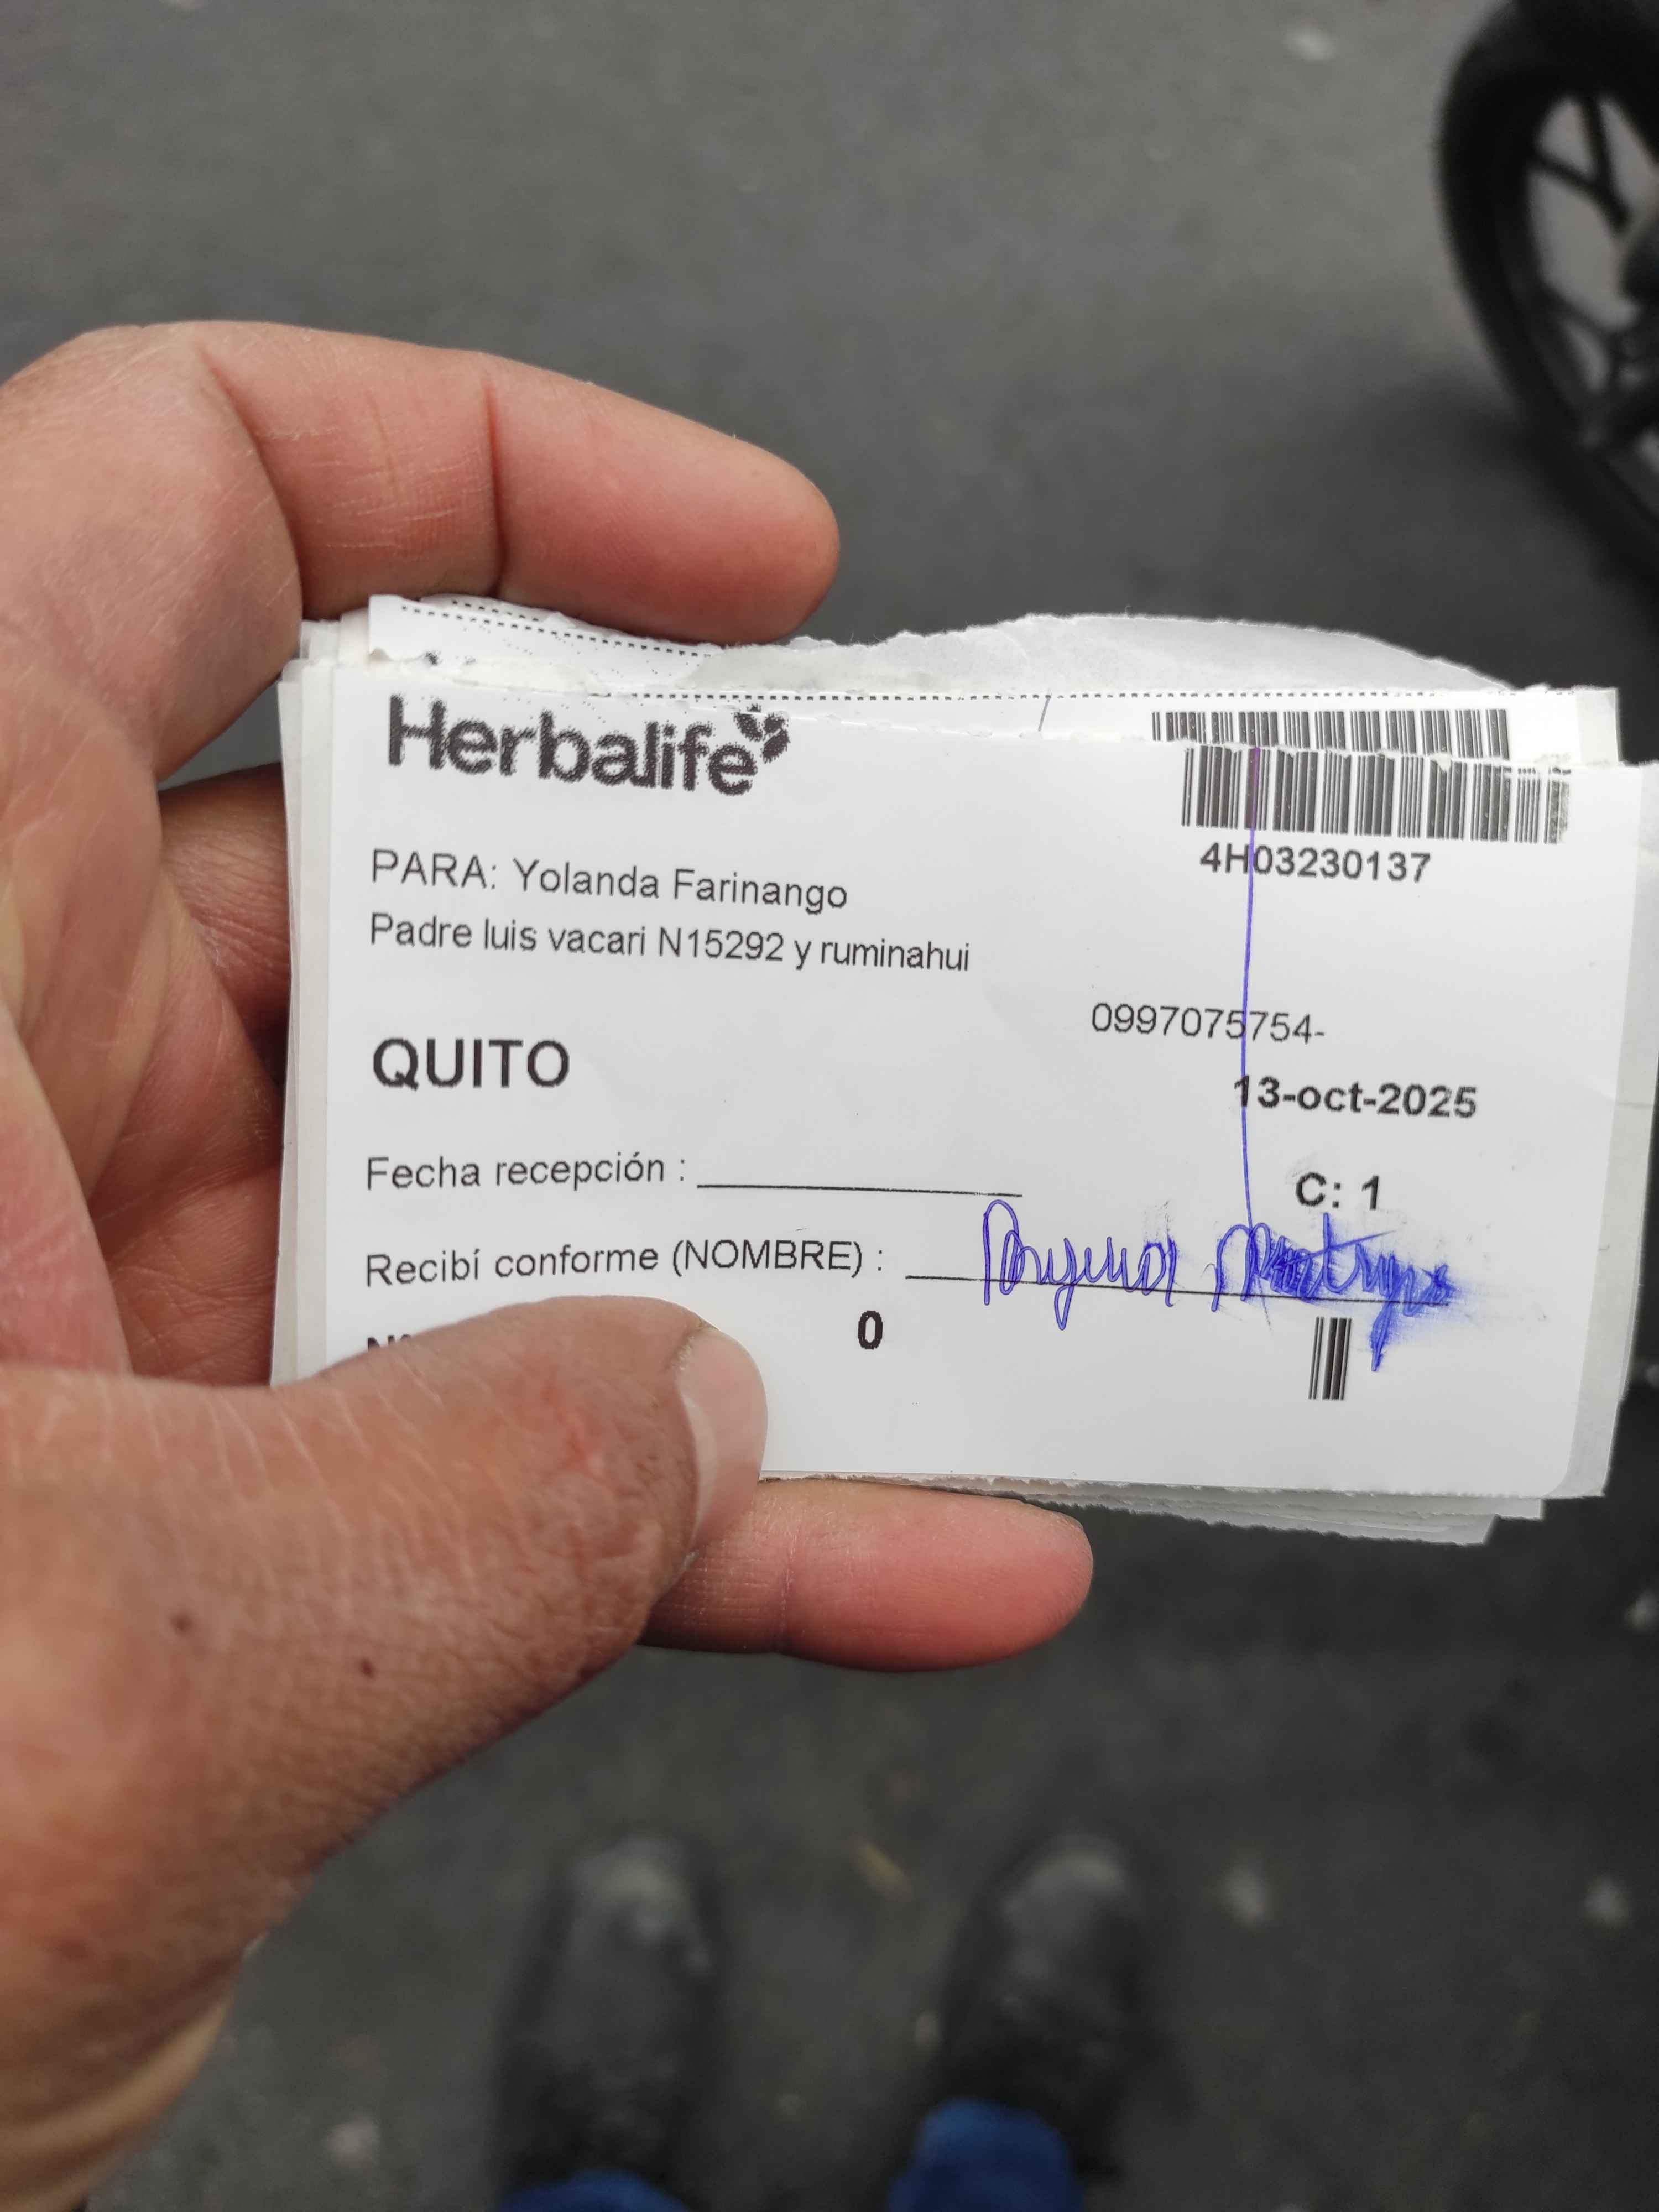 Herbalife
4H03230137
PARA: Yolanda Farinango
Padre luis vacari N15292 y ruminahui
0997075754-
QUITO
13-oct-2025
Fecha recepción :
C: 1
Recibí conforme (NOMBRE) :
0